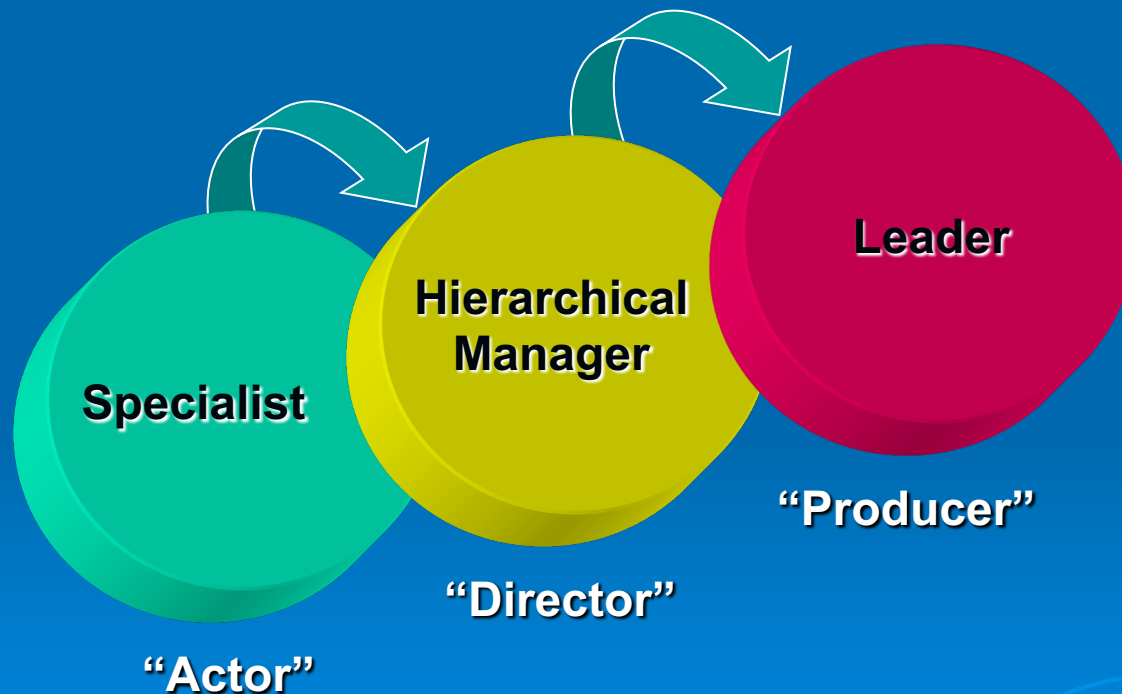 Specialist
“Actor”
Hierarchical
Manager
“Director”
Leader
“Producer”